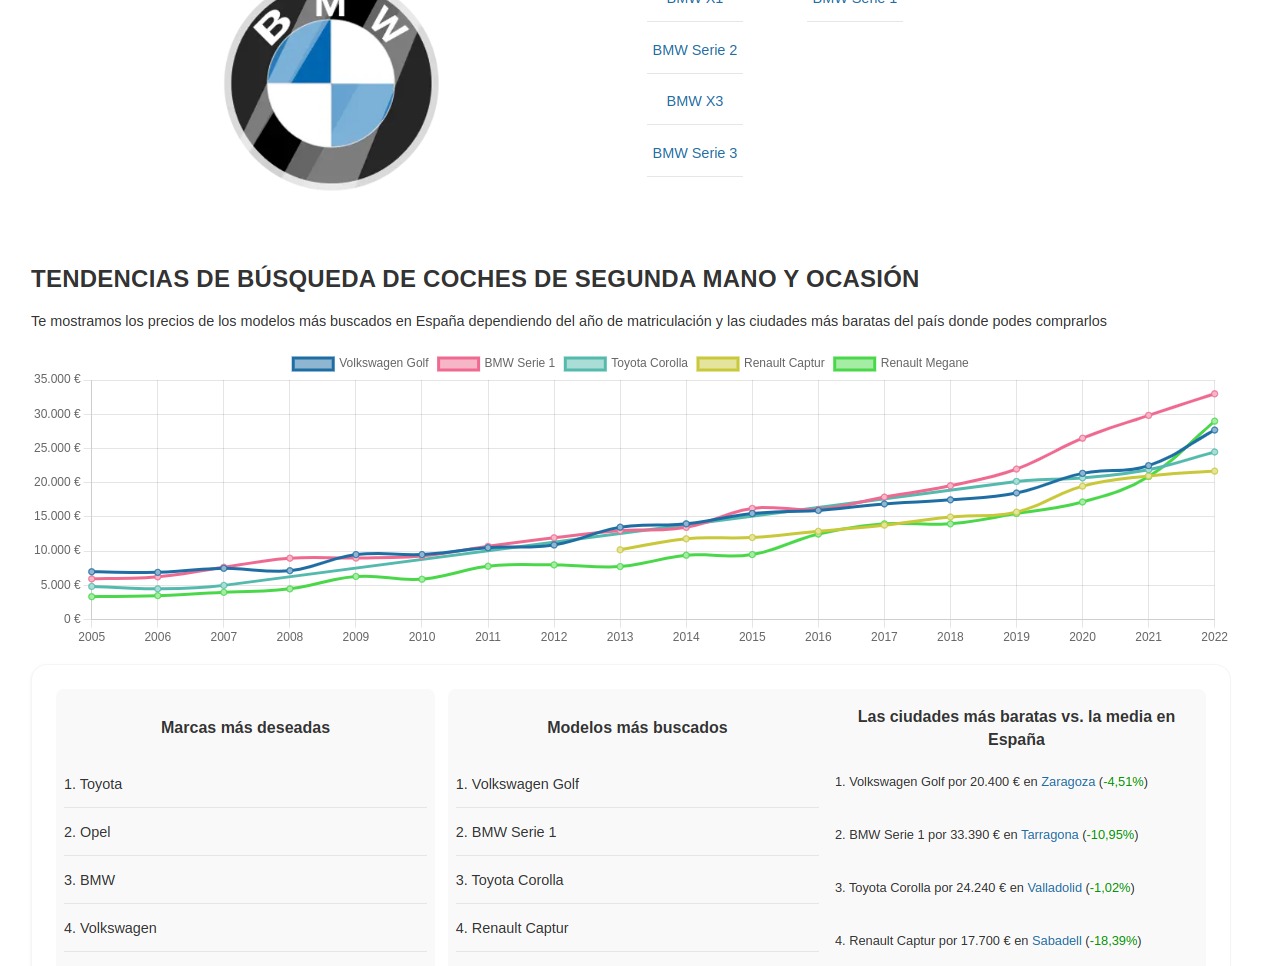 BMW
BMW X1
BMW Serie 1
BMW Serie 2
BMW X3
BMW Serie 3
TENDENCIAS DE BÚSQUEDA DE COCHES DE SEGUNDA MANO Y OCASIÓN
Te mostramos los precios de los modelos más buscados en España dependiendo del año de matriculación y las ciudades más baratas del país donde podes comprarlos
Volkswagen Golf BMW Serie 1 Toyota Corolla Renault Captur Renault Megane
35.000 €
30.000 €
25.000 €
20.000 €
15.000 €
10.000 €
5.000 €
0 €
2005 2006 2007 2008 2009 2010 2011 2012 2013 2014 2015 2016 2017 2018 2019 2020 2021 2022
Marcas más deseadas
1. Toyota
2. Opel
3. BMW
4. Volkswagen
Modelos más buscados
1. Volkswagen Golf
2. BMW Serie 1
3. Toyota Corolla
4. Renault Captur
Las ciudades más baratas vs. la media en
España
1. Volkswagen Golf por 20.400 € en Zaragoza (-4,51%)
2. BMW Serie 1 por 33.390 € en Tarragona (-10,95%)
3. Toyota Corolla por 24.240 € en Valladolid (-1,02%)
4. Renault Captur por 17.700 € en Sabadell (-18,39%)